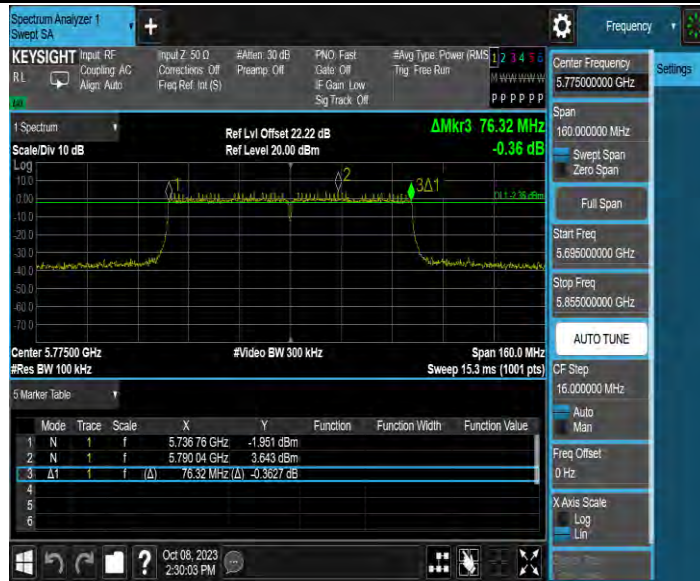 Spectrum Analyzer 1
Swept SA
+
Frequency
KEYSIGHT Input: RF Input Z: 50 Ω #Atten: 30 dB PNO: Fast #Avg Type: Power (RMS 1 2 3 4 5 6
RL Coupling: AC Corrections: Off Preamp: Off Gate: Off Trig: Free Run M W W W W W
Align: Auto Freq Ref: Int (S) IF Gain: Low
Sig Track: Off P P P P P P
Center Frequency
5.775000000 GHz
Settings
1 Spectrum
Scale/Div 10 dB
Ref Lvl Offset 22.22 dB
Ref Level 20.00 dBm
ΔMkr3 76.32 MHz
-0.36 dB
Log
10.0
0.00
-10.0
-20.0
-30.0
-40.0
-50.0
-60.0
-70.0
1
2
3Δ1
DL1 -2.36 dBm
Center 5.77500 GHz #Video BW 300 kHz Span 160.0 MHz
#Res BW 100 kHz Sweep 15.3 ms (1001 pts)
Span
160.000000 MHz
Swept Span
Zero Span
Full Span
Start Freq
5.695000000 GHz
Stop Freq
5.855000000 GHz
AUTO TUNE
CF Step
16.000000 MHz
Auto
Man
Freq Offset
0 Hz
X Axis Scale
Log
Lin
5 Marker Table
Mode Trace Scale X Y Function Function Width Function Value
1 N 1 f 5.736 76 GHz -1.951 dBm
2 N 1 f 5.790 04 GHz 3.643 dBm
3 Δ1 1 f (Δ) 76.32 MHz (Δ) -0.3627 dB
4
5
6
? Oct 08, 2023
2:30:03 PM